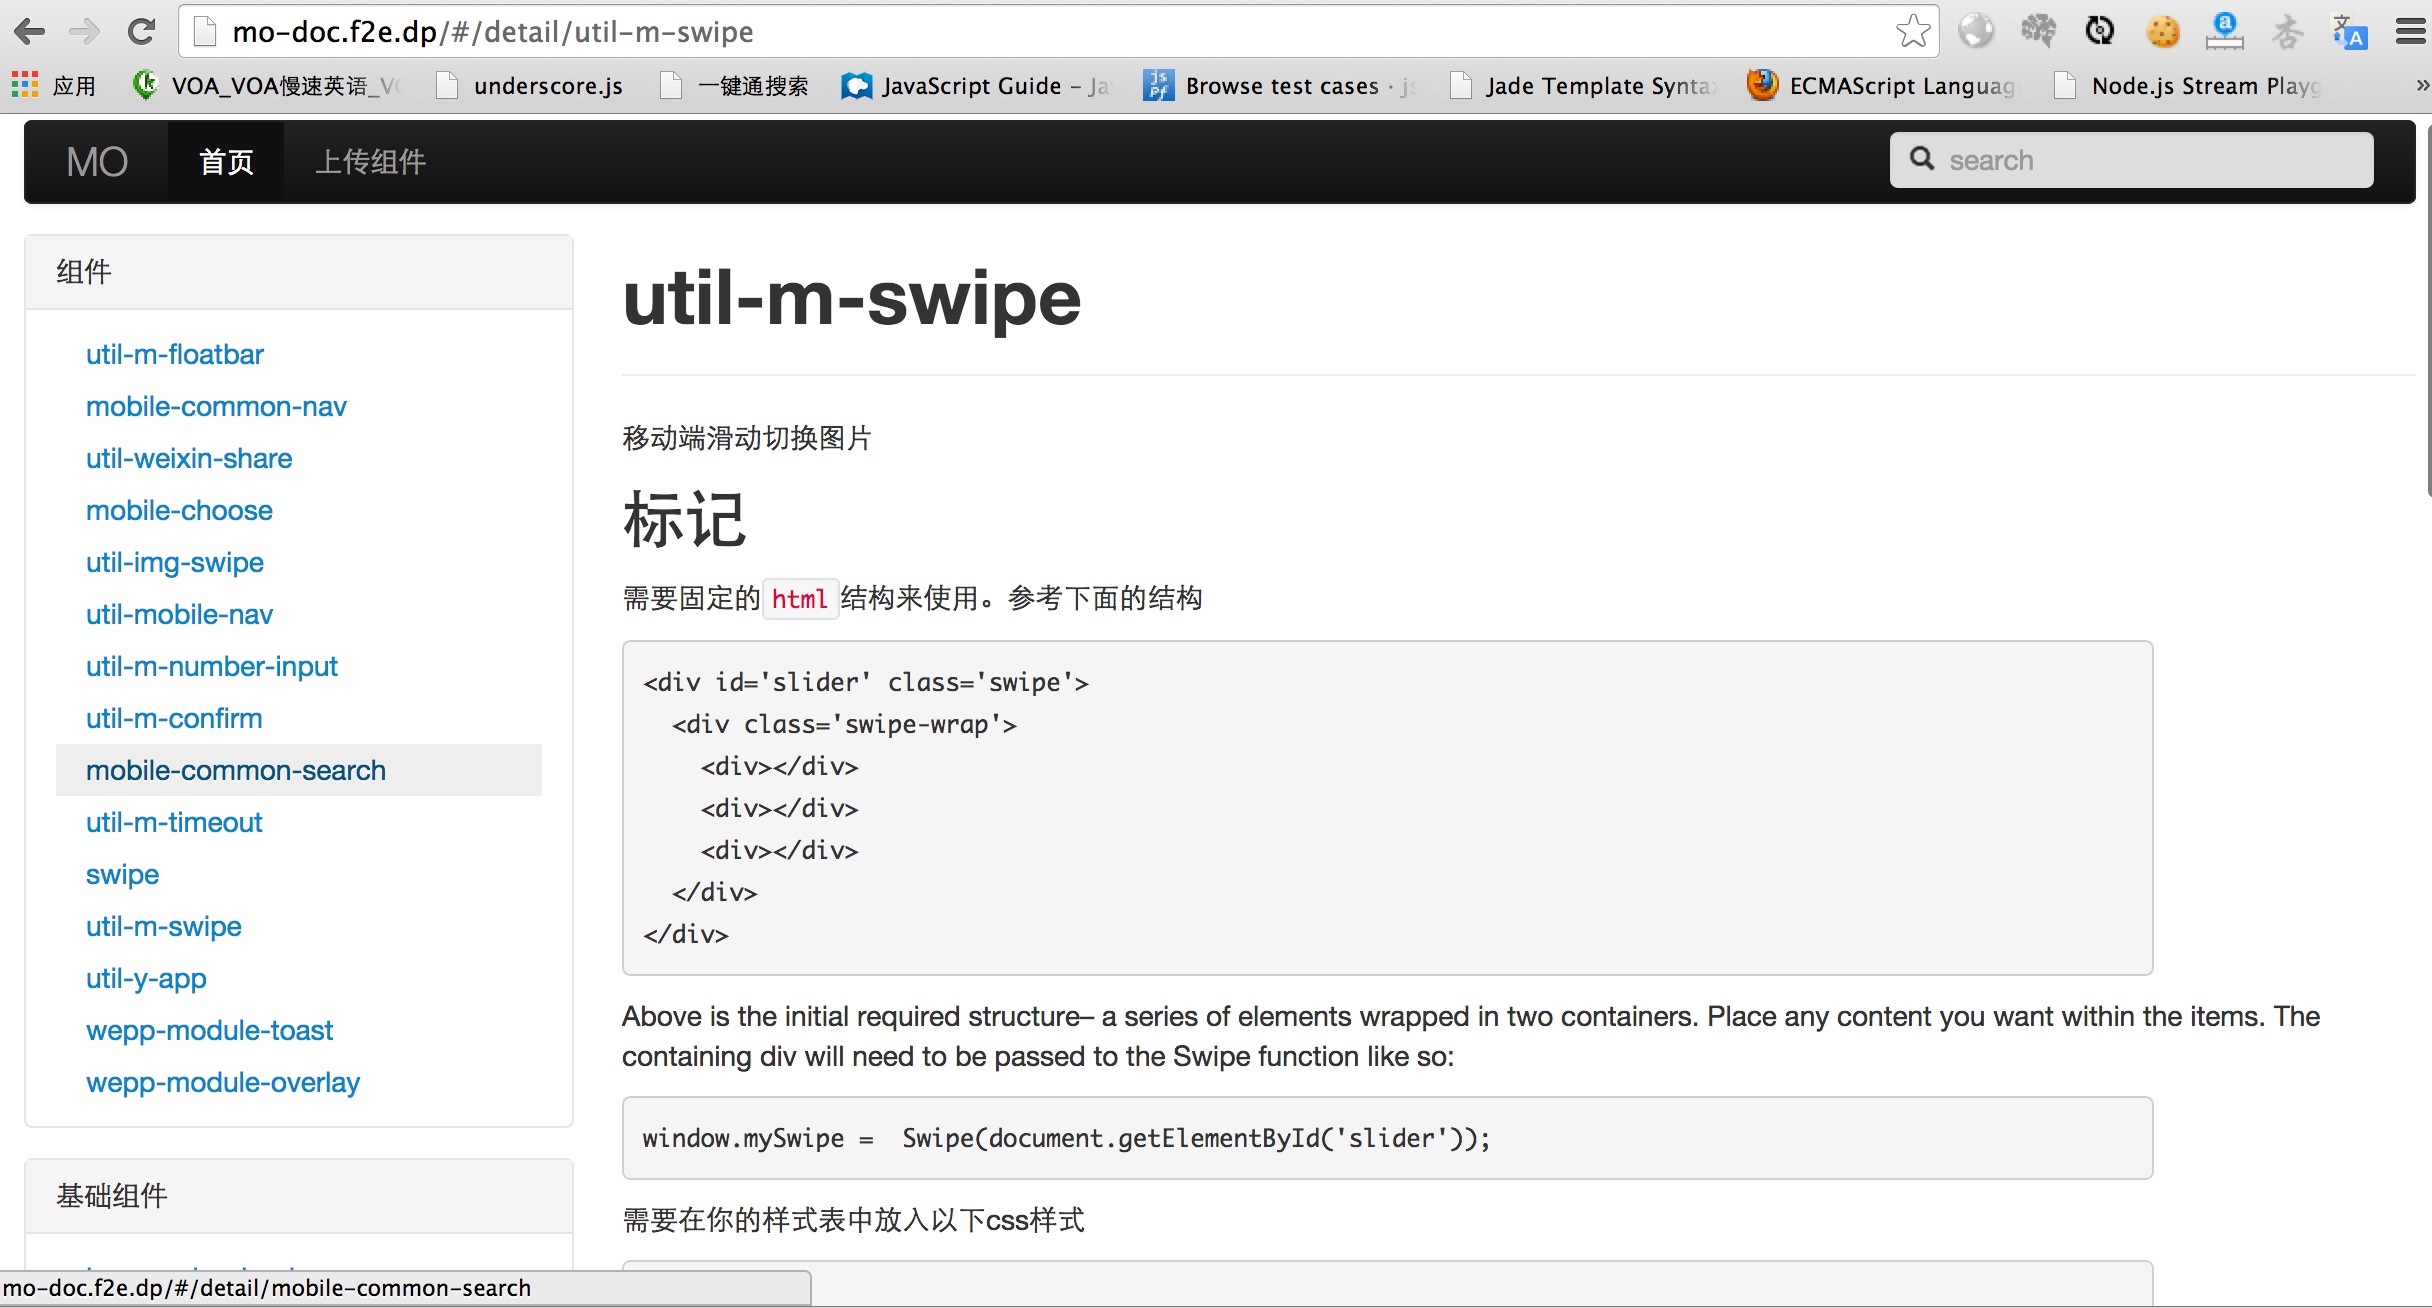 mo-doc.f2e.dp/#/detail/util-m-swipe
应用 VOA_VOA慢速英语_V underscore.js 一键通搜索 JavaScript Guide – Ja Browse test cases · js Jade Template Synta ECMAScript Languag Node.js Stream Playg »
MO 首页 上传组件 search
组件
util-m-floatbar
mobile-common-nav
util-weixin-share
mobile-choose
util-img-swipe
util-mobile-nav
util-m-number-input
util-m-confirm
mobile-common-search
util-m-timeout
swipe
util-m-swipe
util-y-app
wepp-module-toast
wepp-module-overlay
基础组件
util-m-swipe
移动端滑动切换图片
标记
需要固定的html结构来使用。参考下面的结构
<div id='slider' class='swipe'>
  <div class='swipe-wrap'>
    <div></div>
    <div></div>
    <div></div>
  </div>
</div>
Above is the initial required structure– a series of elements wrapped in two containers. Place any content you want within the items. The
containing div will need to be passed to the Swipe function like so:
window.mySwipe =  Swipe(document.getElementById('slider'));
需要在你的样式表中放入以下css样式
mo-doc.f2e.dp/#/detail/mobile-common-search